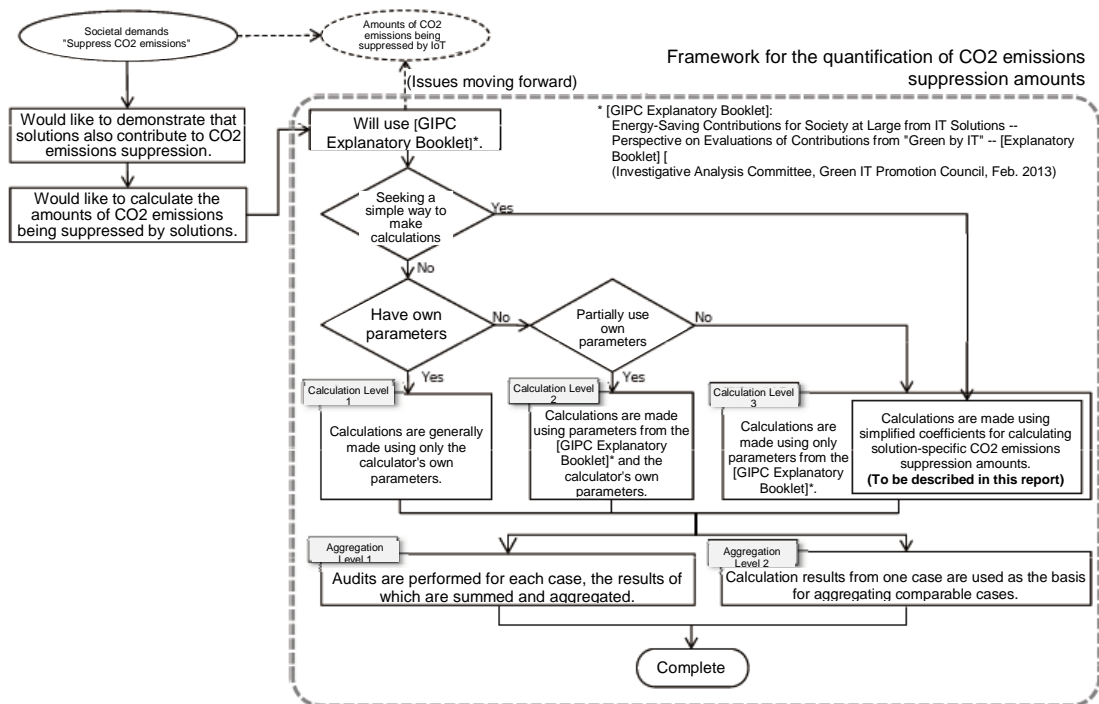 Societal demands
"Suppress CO2 emissions"
Amounts of CO2
emissions being
suppressed by IoT
(Issues moving forward)
Framework for the quantification of CO2 emissions
suppression amounts
Would like to demonstrate that
solutions also contribute to CO2
emissions suppression.
Would like to calculate the
amounts of CO2 emissions
being suppressed by solutions.
Will use [GIPC
Explanatory Booklet]*.
* [GIPC Explanatory Booklet]:
Energy-Saving Contributions for Society at Large from IT Solutions --
Perspective on Evaluations of Contributions from "Green by IT" -- [Explanatory
Booklet] [
(Investigative Analysis Committee, Green IT Promotion Council, Feb. 2013)
Seeking
a simple way to
make
calculations
Yes
No
Have own
parameters
No
Partially use
own
parameters
No
Yes
Yes
Calculation Level
1
Calculations are generally
made using only the
calculator's own
parameters.
Calculation Level
2
Calculations are made
using parameters from the
[GIPC Explanatory
Booklet]* and the
calculator's own
parameters.
Calculation Level
3
Calculations are
made using only
parameters from the
[GIPC Explanatory
Booklet]*.
Calculations are made using
simplified coefficients for calculating
solution-specific CO2 emissions
suppression amounts.
(To be described in this report)
Aggregation
Level 1
Audits are performed for each case, the results of
which are summed and aggregated.
Aggregation
Level 2
Calculation results from one case are used as the basis
for aggregating comparable cases.
Complete